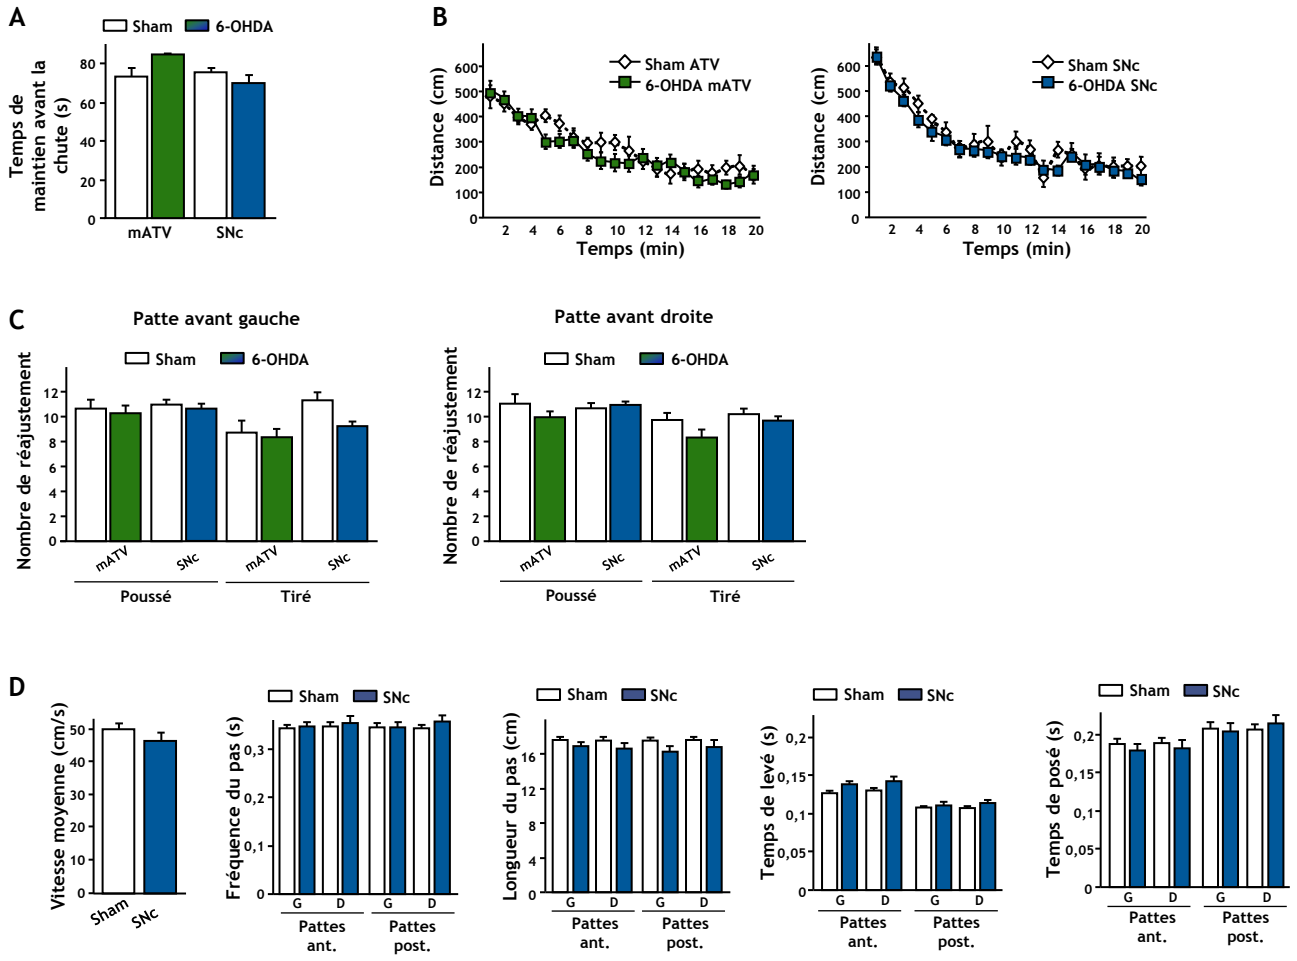 A
Sham 6-OHDA
Temps de
maintien avant la
chute (s)
80
60
40
20
0
mATV SNc
B
Distance (cm)
600
500
400
300
200
100
0
Sham ATV
6-OHDA mATV
2 4 6 8 10 12 14 16 18 20
Temps (min)
Distance (cm)
600
500
400
300
200
100
0
Sham SNc
6-OHDA SNc
2 4 6 8 10 12 14 16 18 20
Temps (min)
C
Patte avant gauche
Sham 6-OHDA
Nombre de réajustement
12
10
8
6
4
2
0
mATV SNc mATV SNc
Poussé Tiré
Patte avant droite
Sham 6-OHDA
Nombre de réajustement
12
10
8
6
4
2
0
mATV SNc mATV SNc
Poussé Tiré
D
Vitesse moyenne (cm/s)
50
40
30
20
10
0
Sham SNc
Sham SNc
Fréquence du pas (s)
0,3
0,2
0,1
0
G D G D
Pattes Pattes
ant. post.
Sham SNc
Longueur du pas (cm)
16
12
8
4
0
G D G D
Pattes Pattes
ant. post.
Sham SNc
Temps de levé (s)
0,2
0,15
0,1
0,05
0
G D G D
Pattes Pattes
ant. post.
Sham SNc
Temps de posé (s)
0,2
0,15
0,1
0,05
0
G D G D
Pattes Pattes
ant. post.